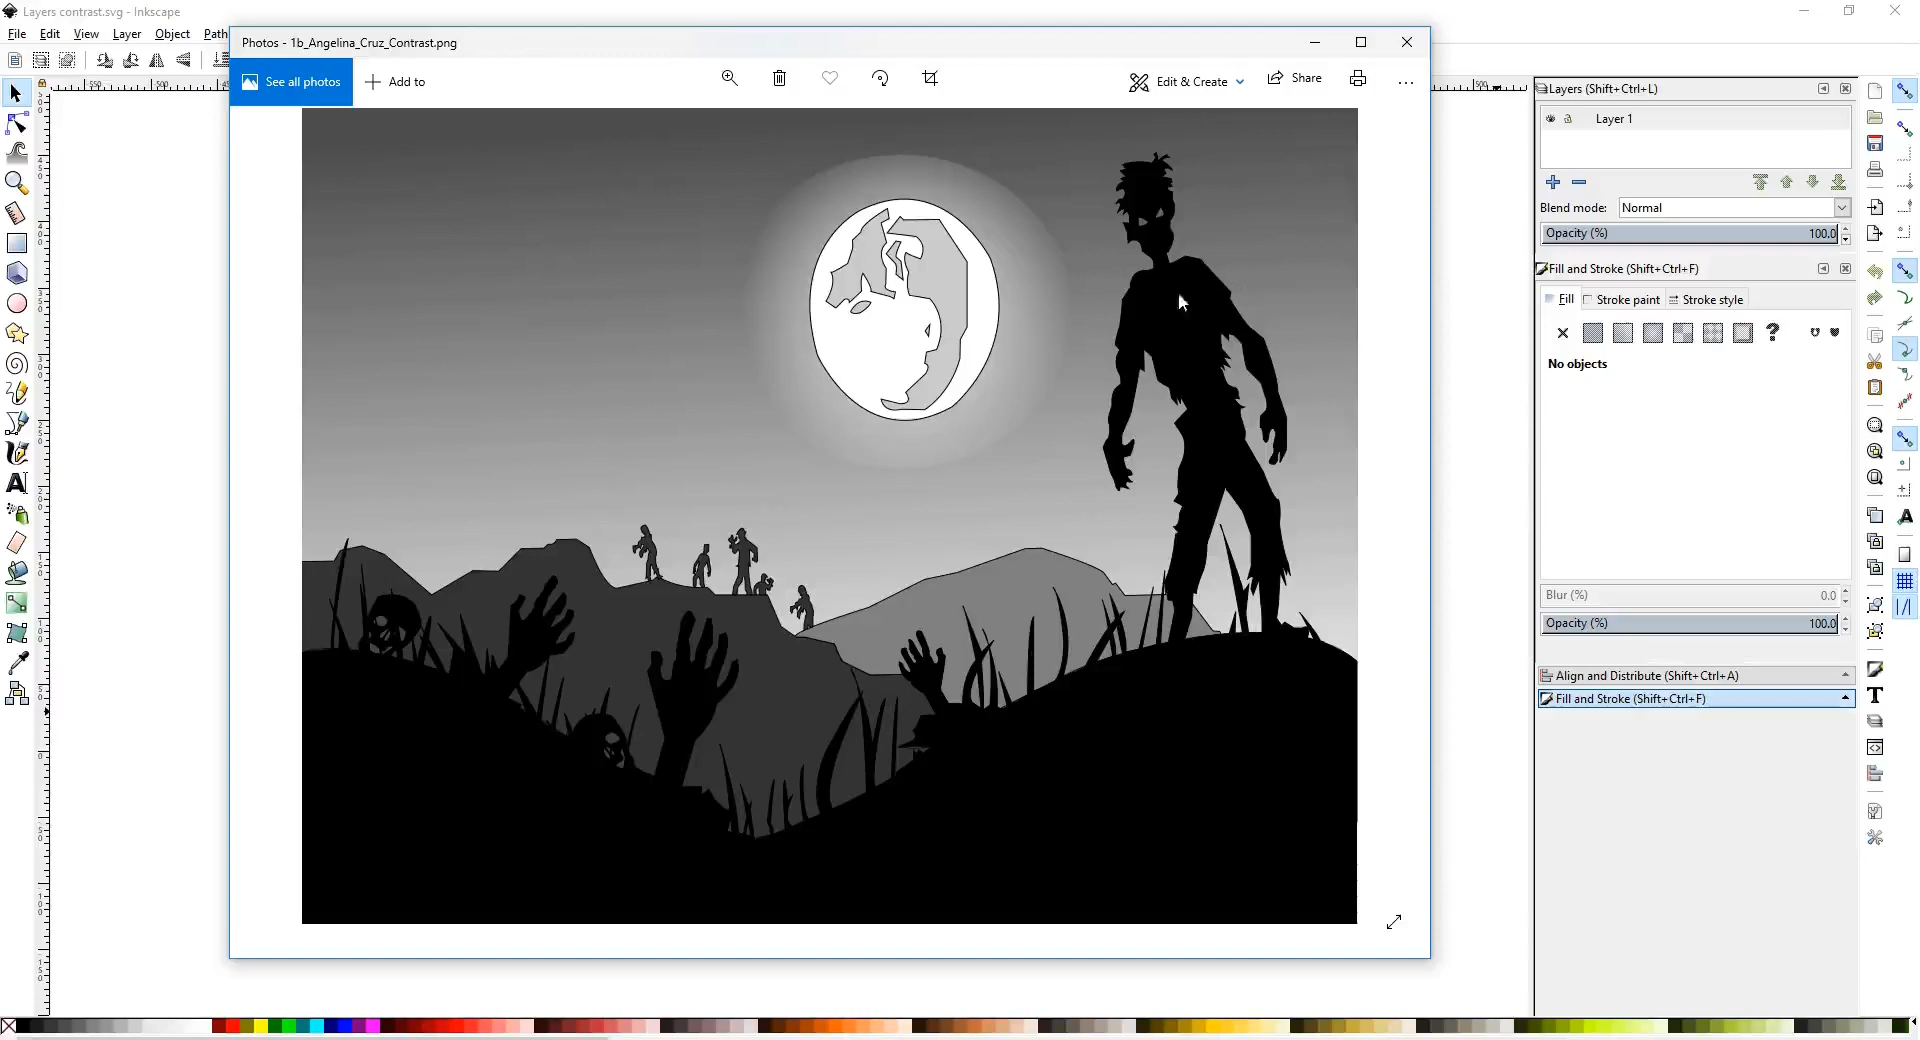 Layers contrast.svg - Inkscape
File Edit View Layer Object Path
Photos - 1b_Angelina_Cruz_Contrast.png
See all photos
Add to
Edit & Create
Share
Layers (Shift+Ctrl+L)
Layer 1
Blend mode: Normal
Opacity (%) 100.0
Fill and Stroke (Shift+Ctrl+F)
Fill Stroke paint Stroke style
No objects
Blur (%) 0.0
Opacity (%) 100.0
Align and Distribute (Shift+Ctrl+A)
Fill and Stroke (Shift+Ctrl+F)